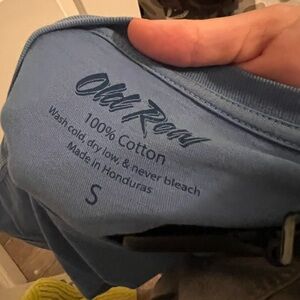 Old Row
100% Cotton
Wash cold, dry low, & never bleach
Made in Honduras
S